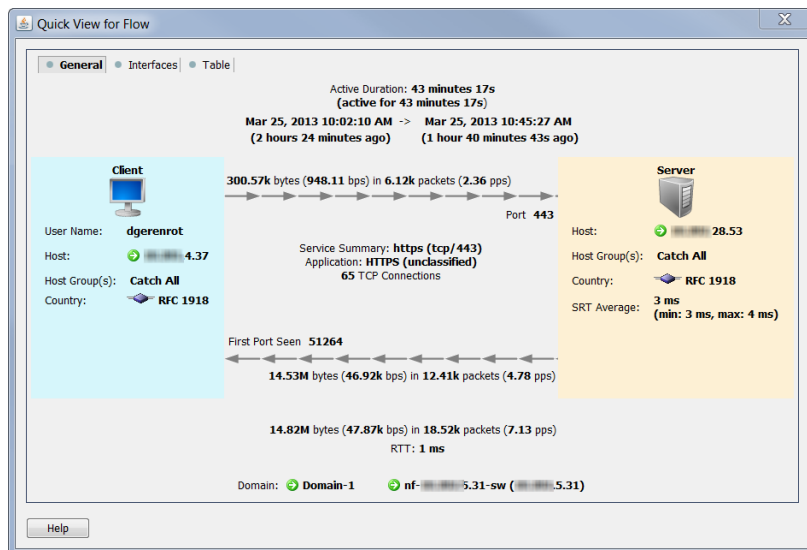 Quick View for Flow
General Interfaces Table
Active Duration: 43 minutes 17s
(active for 43 minutes 17s)
Mar 25, 2013 10:02:10 AM -> Mar 25, 2013 10:45:27 AM
(2 hours 24 minutes ago) (1 hour 40 minutes 43s ago)
Client
User Name: dgerenrot
Host: 4.37
Host Group(s): Catch All
Country: RFC 1918
300.57k bytes (948.11 bps) in 6.12k packets (2.36 pps)
Port 443
Service Summary: https (tcp/443)
Application: HTTPS (unclassified)
65 TCP Connections
First Port Seen 51264
14.53M bytes (46.92k bps) in 12.41k packets (4.78 pps)
Server
Host: 28.53
Host Group(s): Catch All
Country: RFC 1918
SRT Average: 3 ms
(min: 3 ms, max: 4 ms)
14.82M bytes (47.87k bps) in 18.52k packets (7.13 pps)
RTT: 1 ms
Domain: Domain-1 nf- 5.31-sw ( .5.31)
Help